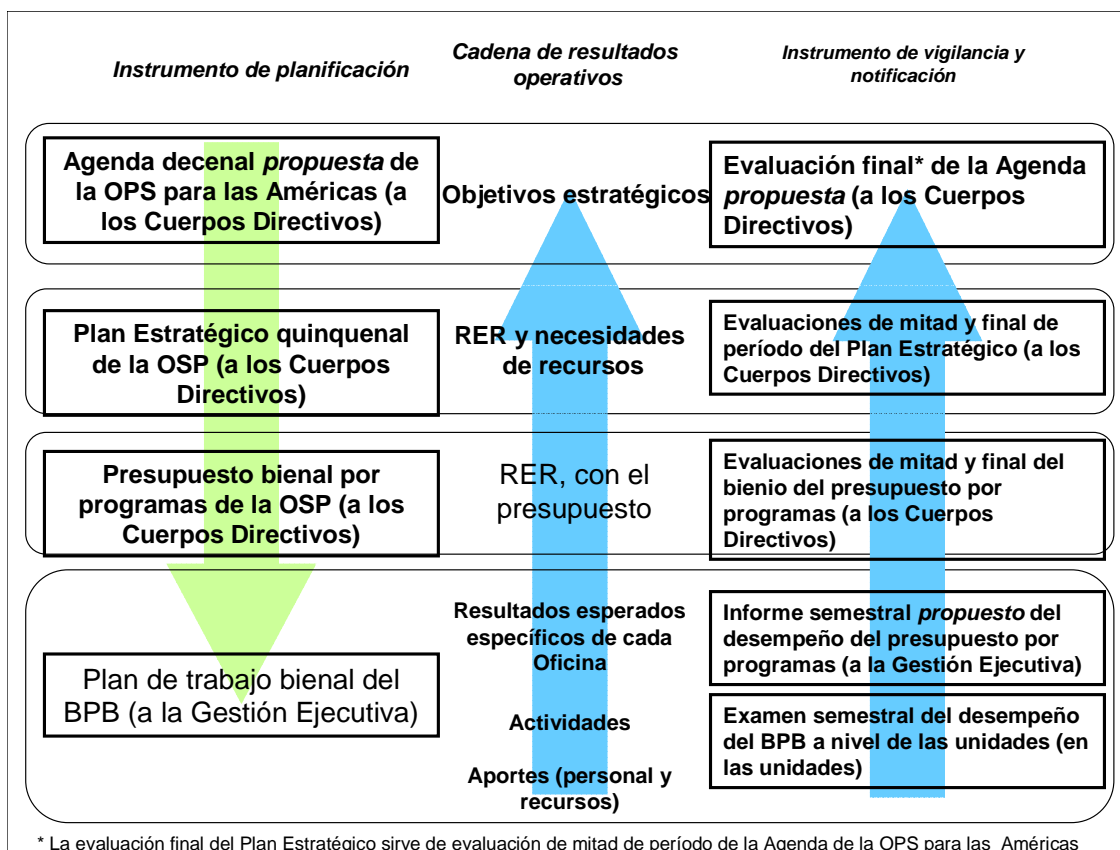 Instrumento de planificación
Cadena de resultados
operativos
Instrumento de vigilancia y
notificación
Agenda decenal propuesta de
la OPS para las Américas (a
los Cuerpos Directivos)
Objetivos estratégicos
Evaluación final* de la Agenda
propuesta (a los Cuerpos
Directivos)
Plan Estratégico quinquenal
de la OSP (a los Cuerpos
Directivos)
RER y necesidades
de recursos
Evaluaciones de mitad y final de
período del Plan Estratégico (a los
Cuerpos Directivos)
Presupuesto bienal por
programas de la OSP (a los
Cuerpos Directivos)
RER, con el
presupuesto
Evaluaciones de mitad y final del
bienio del presupuesto por
programas (a los Cuerpos
Directivos)
Plan de trabajo bienal del
BPB (a la Gestión Ejecutiva)
Resultados esperados
específicos de cada
Oficina
Actividades
Aportes (personal y
recursos)
Informe semestral propuesto del
desempeño del presupuesto por
programas (a la Gestión Ejecutiva)
Examen semestral del desempeño
del BPB a nivel de las unidades (en
las unidades)
* La evaluación final del Plan Estratégico sirve de evaluación de mitad de período de la Agenda de la OPS para las Américas